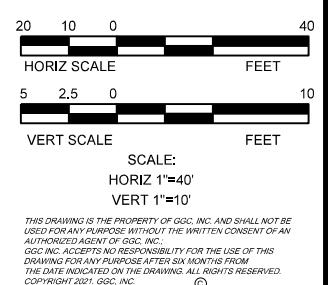 20 10 0 40
HORIZ SCALE FEET
5 2.5 0 10
VERT SCALE FEET
SCALE:
HORIZ 1"=40'
VERT 1"=10'
THIS DRAWING IS THE PROPERTY OF GGC, INC. AND SHALL NOT BE
USED FOR ANY PURPOSE WITHOUT THE WRITTEN CONSENT OF AN
AUTHORIZED AGENT OF GGC, INC.;
GGC INC. ACCEPTS NO RESPONSIBILITY FOR THE USE OF THIS
DRAWING FOR ANY PURPOSE AFTER SIX MONTHS FROM
THE DATE INDICATED ON THE DRAWING. ALL RIGHTS RESERVED.
COPYRIGHT 2021. GGC, INC. ©